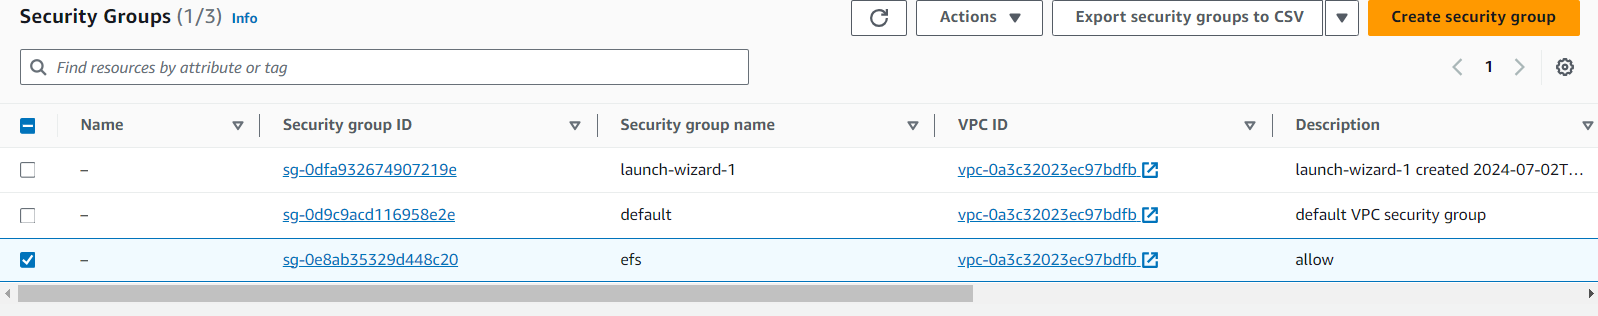 Security Groups (1/3) Info
Actions
Export security groups to CSV
Create security group
Find resources by attribute or tag
1
Name Security group ID Security group name VPC ID Description
– sg-0dfa932674907219e launch-wizard-1 vpc-0a3c32023ec97bdfb launch-wizard-1 created 2024-07-02T...
– sg-0d9c9acd116958e2e default vpc-0a3c32023ec97bdfb default VPC security group
– sg-0e8ab35329d448c20 efs vpc-0a3c32023ec97bdfb allow